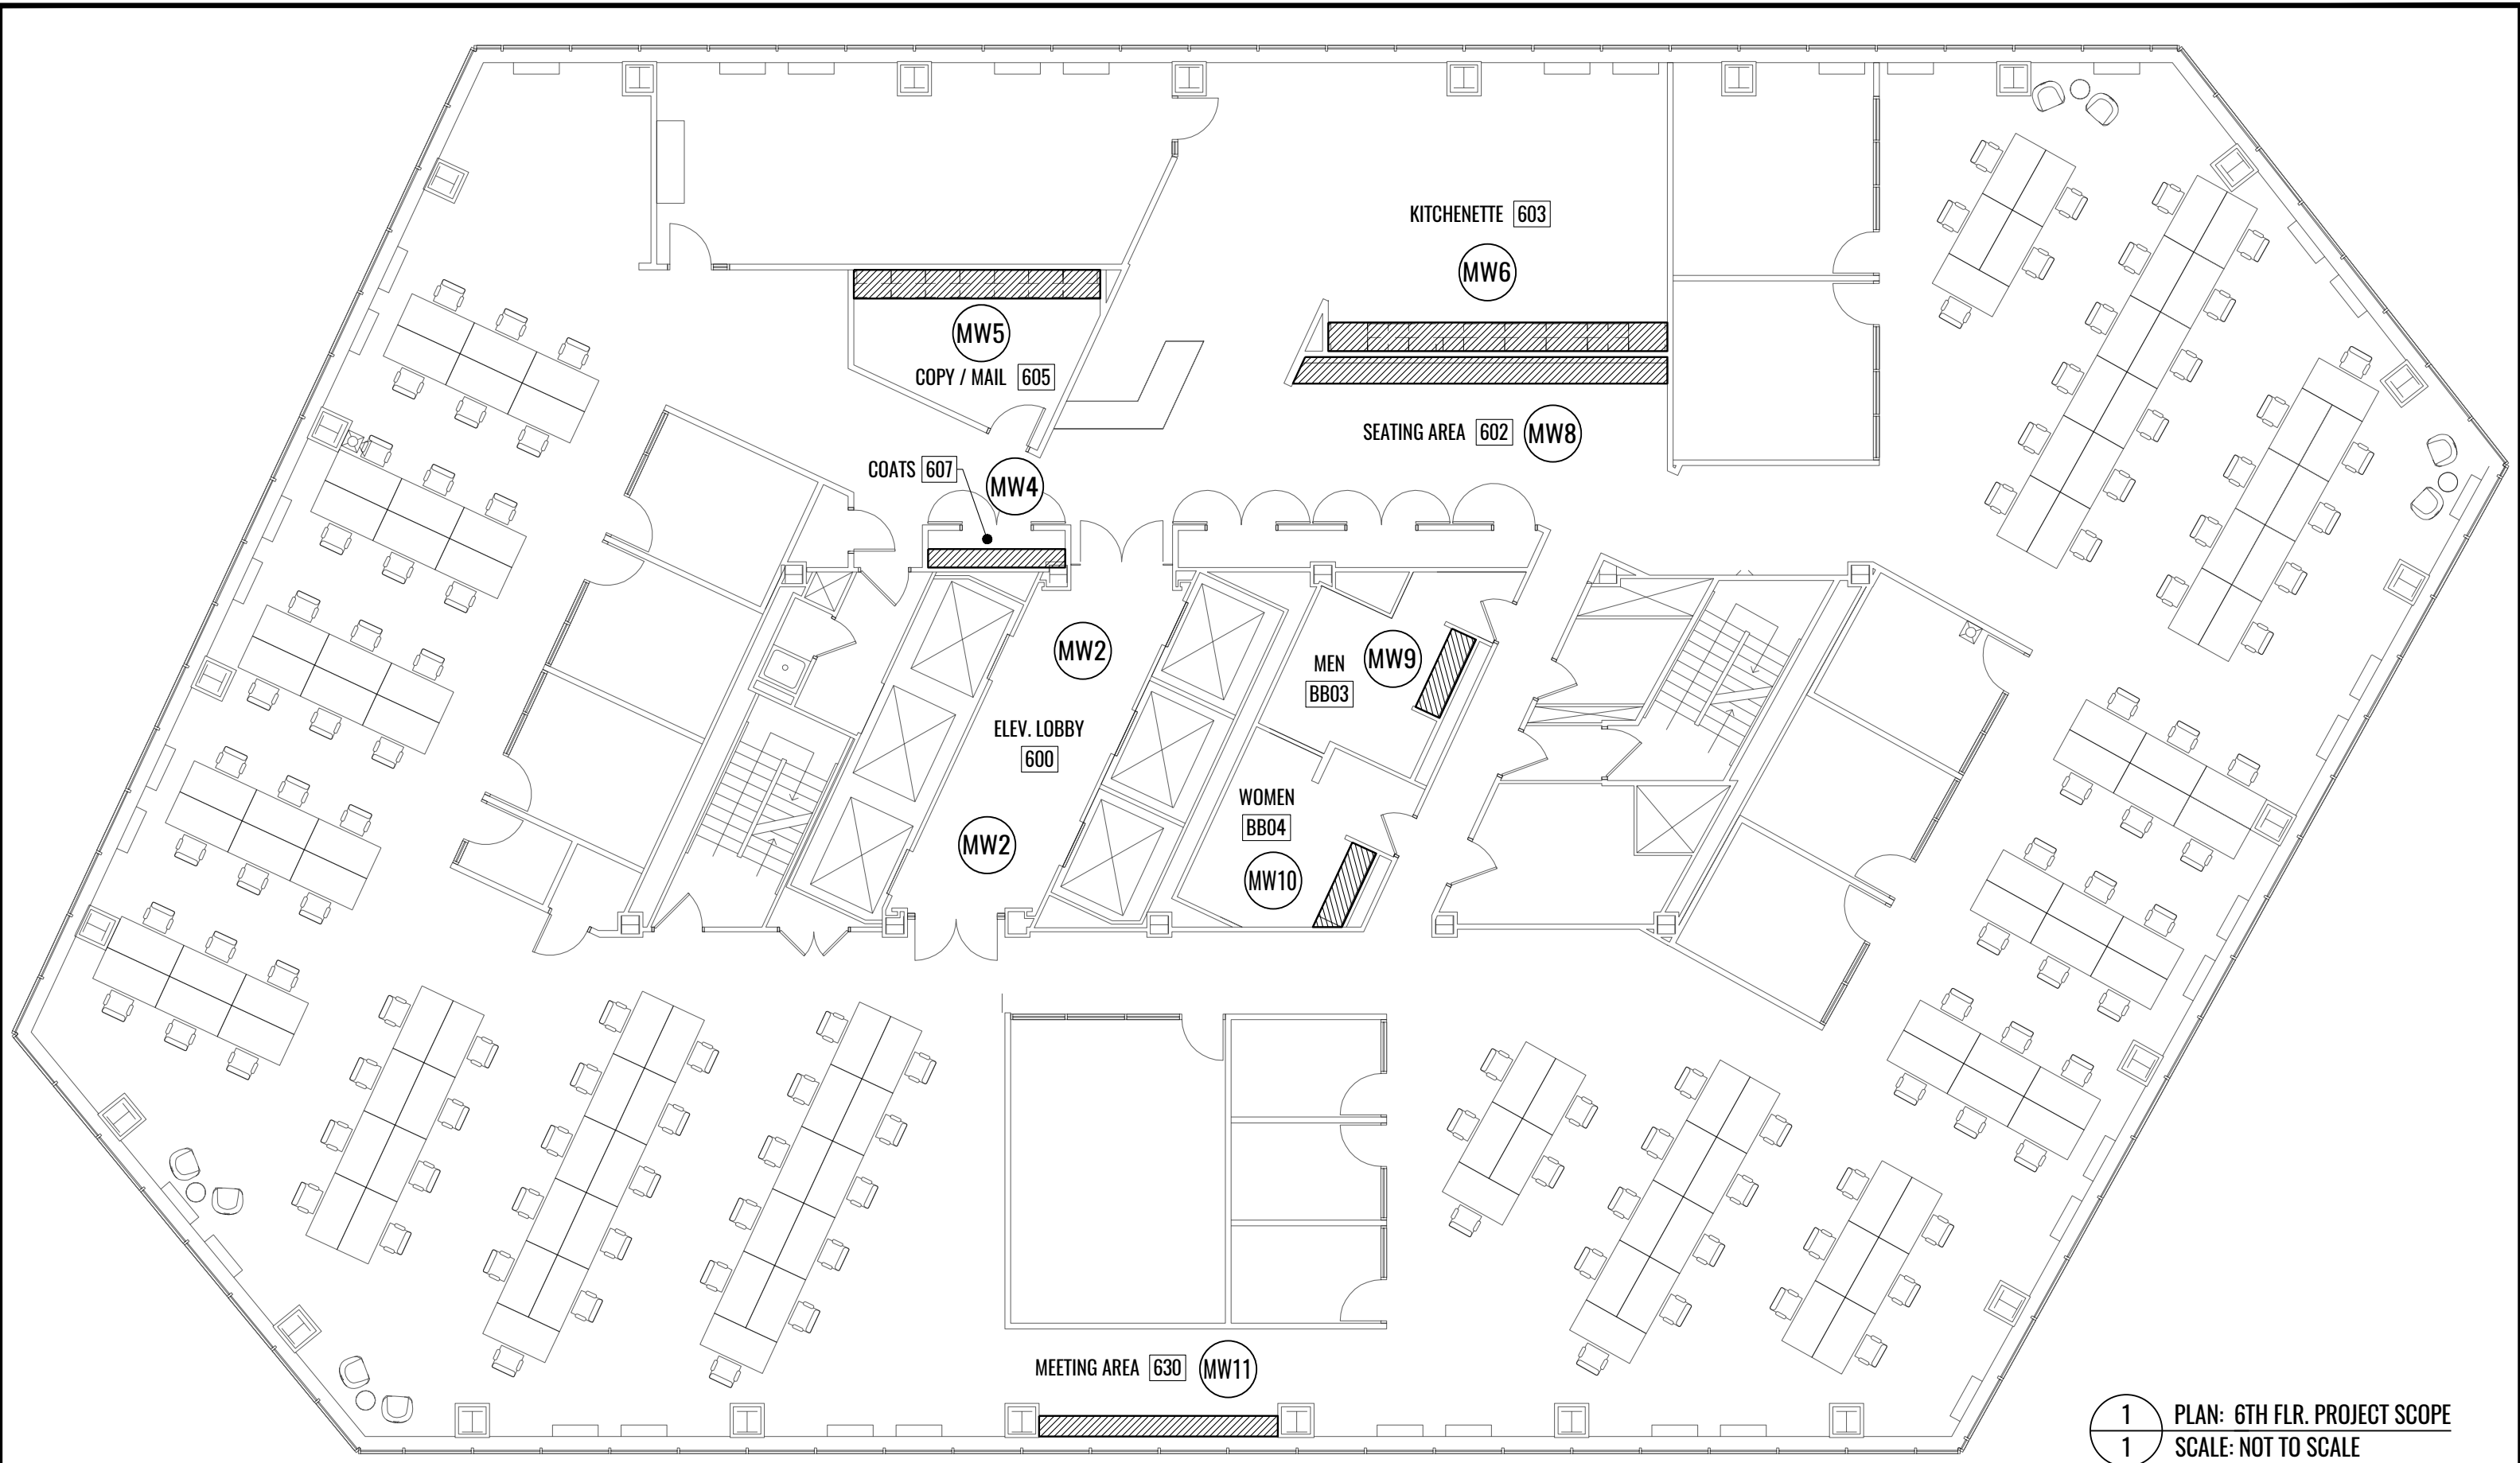 KITCHENETTE 603
MW6
MW5
COPY / MAIL 605
SEATING AREA 602 MW8
COATS 607
MW4
MW2
MEN
BB03
MW9
ELEV. LOBBY
600
WOMEN
BB04
MW2
MW10
MEETING AREA 630 MW11
1 PLAN: 6TH FLR. PROJECT SCOPE
1 SCALE: NOT TO SCALE